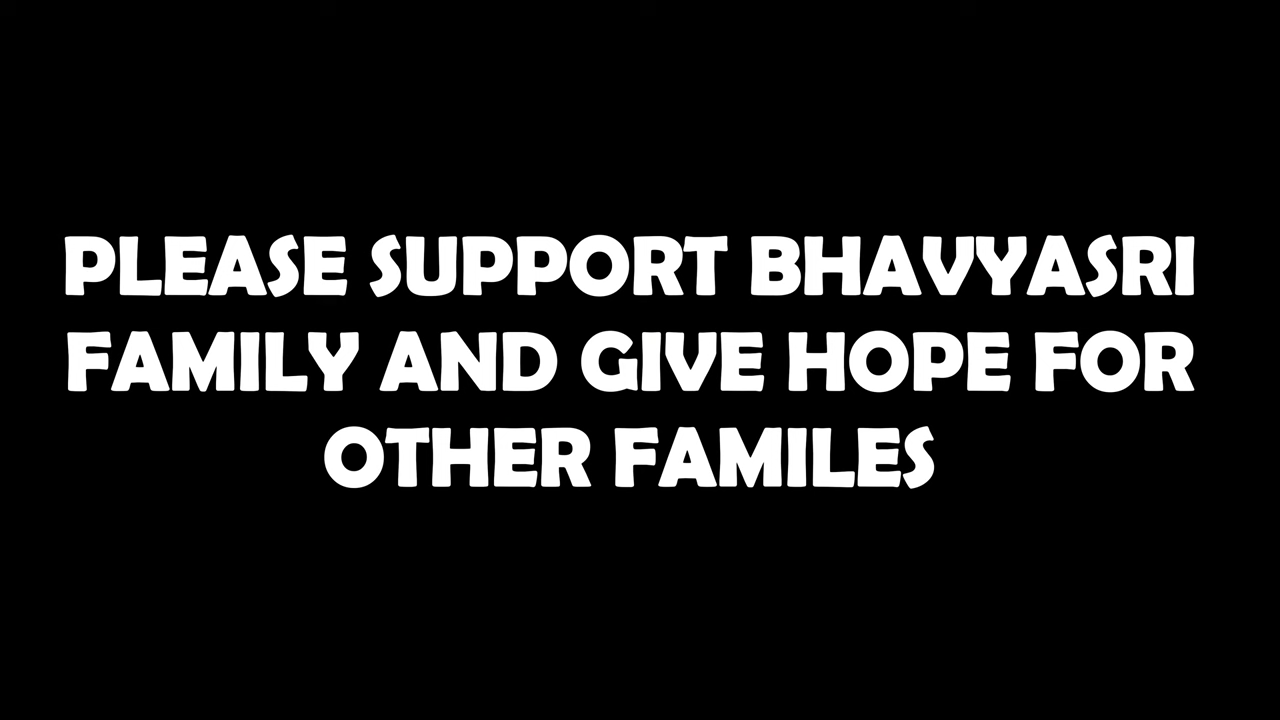 PLEASE SUPPORT BHAVYASRI
FAMILY AND GIVE HOPE FOR
OTHER FAMILES